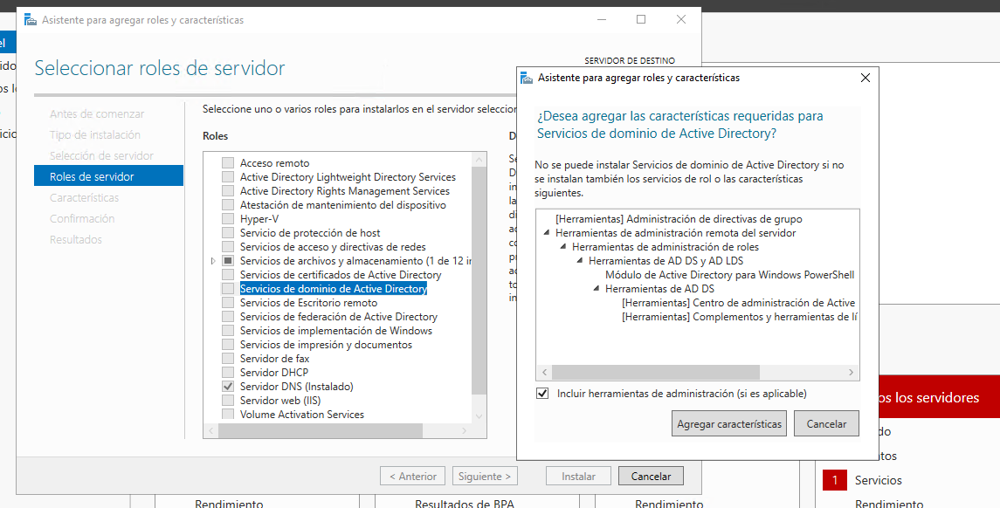 Asistente para agregar roles y características
Seleccionar roles de servidor
SERVIDOR DE DESTINO
Antes de comenzar
Tipo de instalación
Selección de servidor
Roles de servidor
Características
Confirmación
Resultados
Seleccione uno o varios roles para instalarlos en el servidor seleccion
Roles
Acceso remoto
Active Directory Lightweight Directory Services
Active Directory Rights Management Services
Atestación de mantenimiento del dispositivo
Hyper-V
Servicio de protección de host
Servicios de acceso y directivas de redes
Servicios de archivos y almacenamiento (1 de 12 in
Servicios de certificados de Active Directory
Servicios de dominio de Active Directory
Servicios de Escritorio remoto
Servicios de federación de Active Directory
Servicios de implementación de Windows
Servicios de impresión y documentos
Servidor de fax
Servidor DHCP
Servidor DNS (Instalado)
Servidor web (IIS)
Volume Activation Services
< Anterior
Siguiente >
Instalar
Cancelar
Asistente para agregar roles y características
¿Desea agregar las características requeridas para
Servicios de dominio de Active Directory?
No se puede instalar Servicios de dominio de Active Directory si no
se instalan también los servicios de rol o las características
siguientes.
[Herramientas] Administración de directivas de grupo
Herramientas de administración remota del servidor
Herramientas de administración de roles
Herramientas de AD DS y AD LDS
Módulo de Active Directory para Windows PowerShell
Herramientas de AD DS
[Herramientas] Centro de administración de Active
[Herramientas] Complementos y herramientas de lí
Incluir herramientas de administración (si es aplicable)
Agregar características
Cancelar
os los servidores
1 Servicios
Rendimiento
Rendimiento
Resultados de BPA
Rendimiento